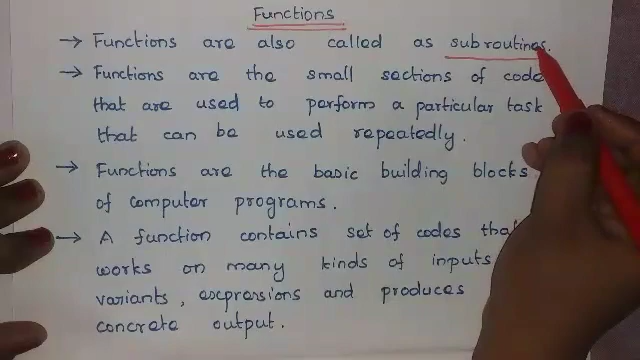 Functions
→ Functions are also called as subroutines.
→ Functions are the small sections of code
that are used to perform a particular task
that can be used repeatedly.
→ Functions are the basic building blocks
of computer programs.
→ A function contains set of codes that
works on many kinds of inputs
variants, expressions and produces
concrete output.